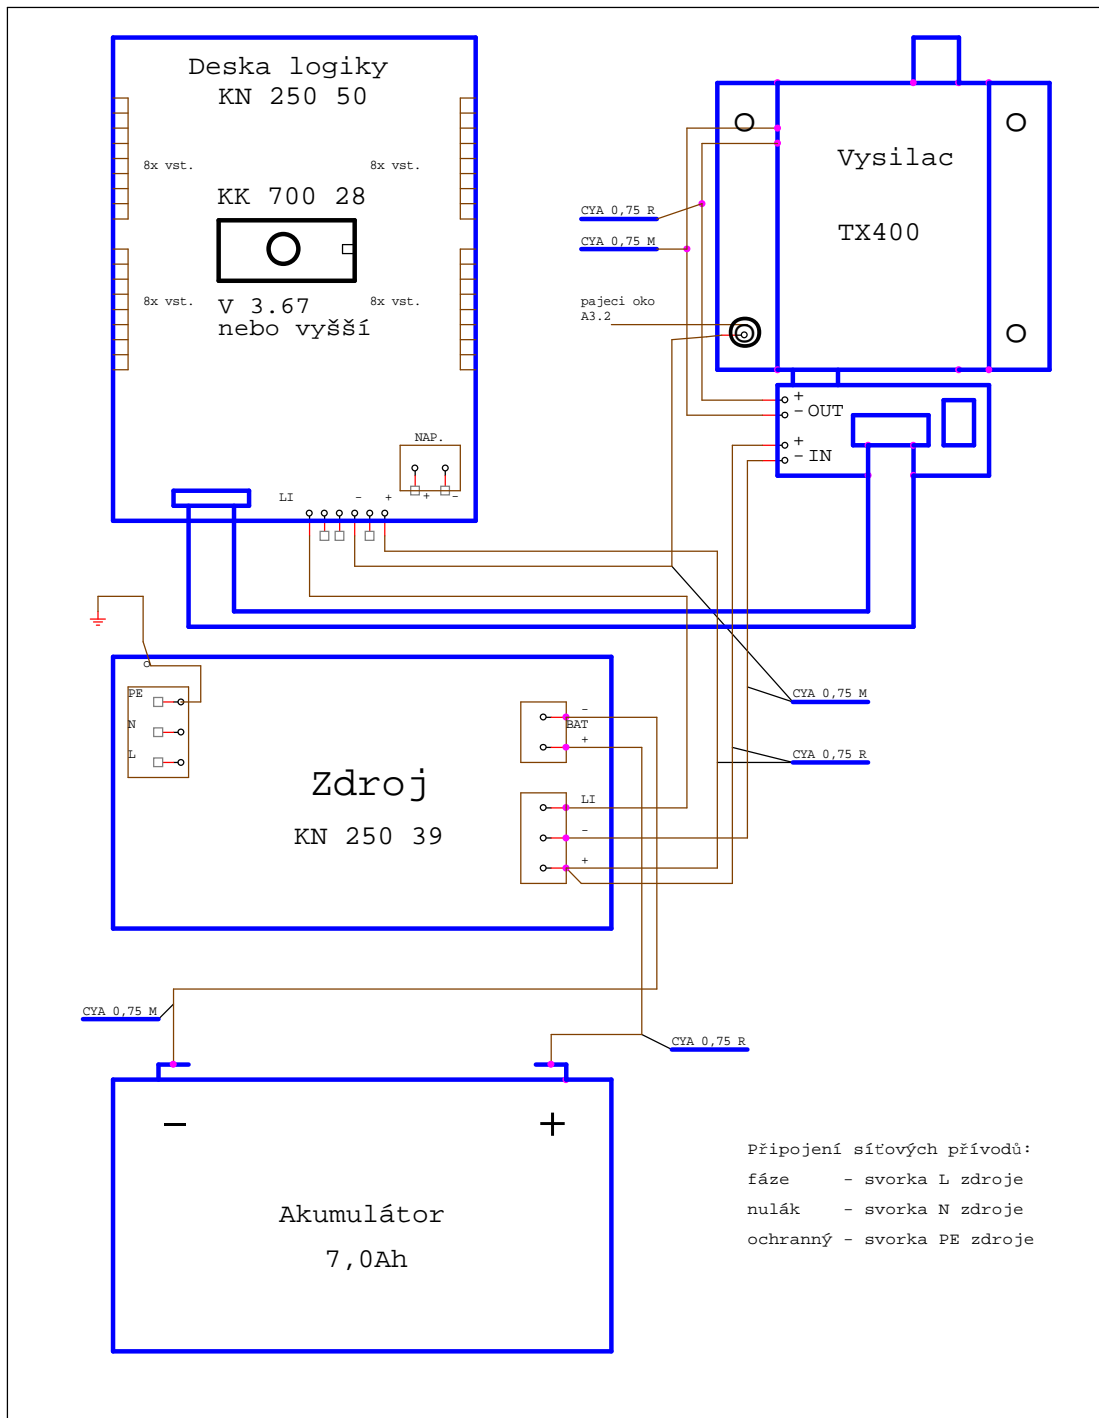 Deska logiky
KN 250 50
8x vst.
8x vst.
KK 700 28
8x vst.
8x vst.
V 3.67
nebo vyšší
NAP.
+
-
LI
-
+
Vysilac
TX400
CYA 0,75 R
CYA 0,75 M
pajeci oko
A3.2
+
- OUT
+
- IN
PE
N
L
Zdroj
KN 250 39
-
BAT
+
LI
-
+
CYA 0,75 M
CYA 0,75 R
CYA 0,75 M
CYA 0,75 R
-
+
Akumulátor
7,0Ah
Připojení síťových přívodů:
fáze - svorka L zdroje
nulák - svorka N zdroje
ochranný - svorka PE zdroje